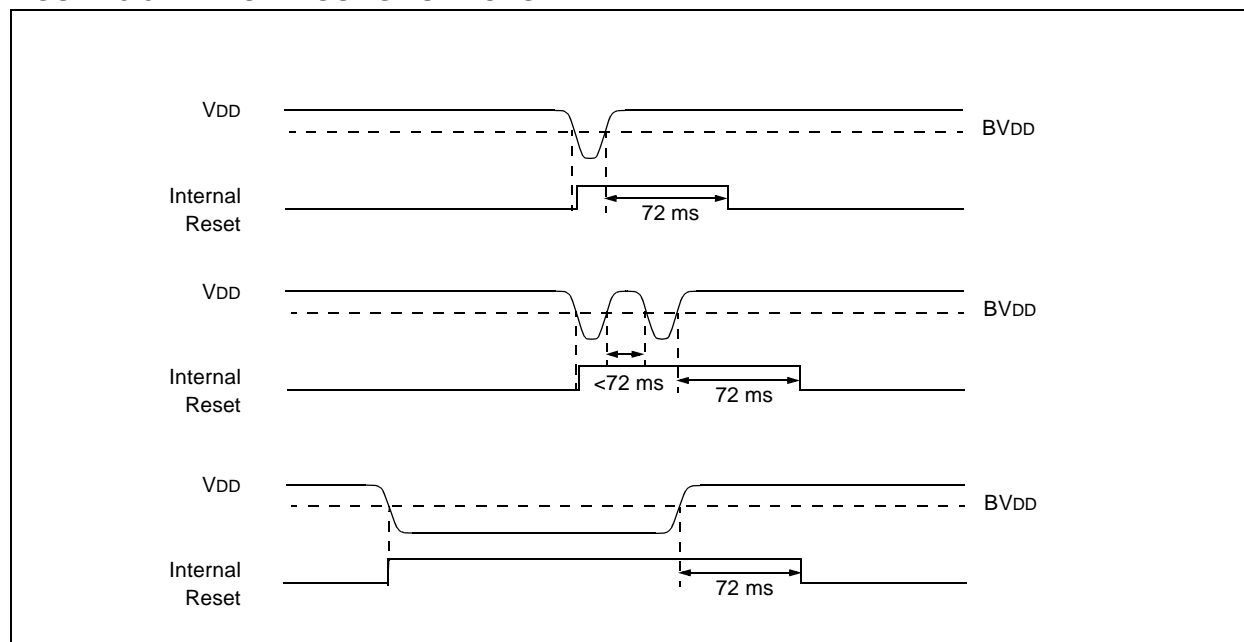 VDD
BVDD
Internal
Reset
72 ms
VDD
BVDD
Internal
Reset
<72 ms
72 ms
VDD
BVDD
Internal
Reset
72 ms